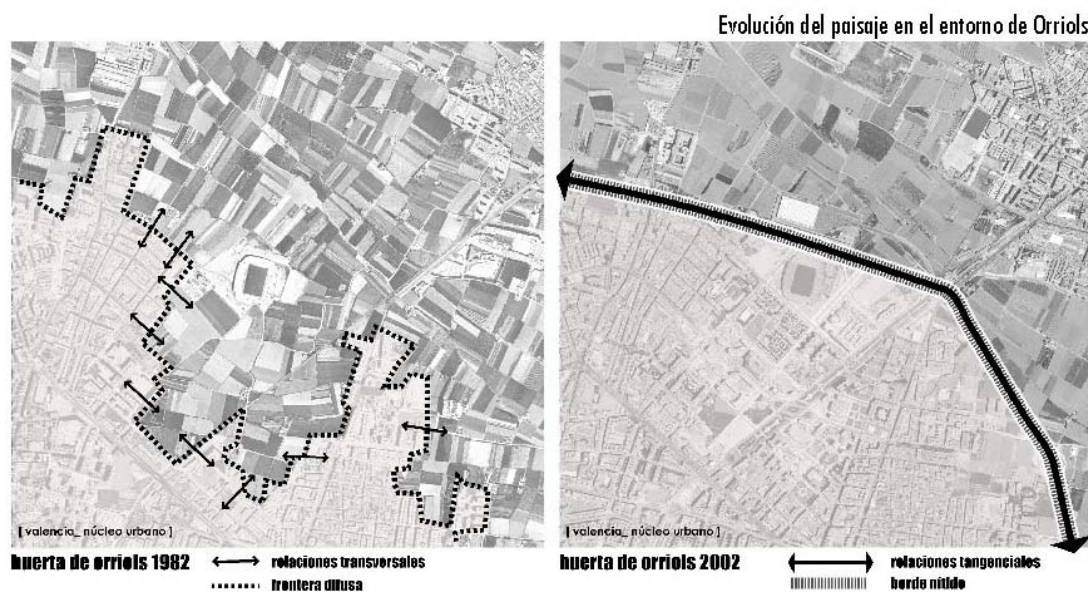 Evolución del paisaje en el entorno de Orriols
[ valencia_ núcleo urbano ]
huerta de orriols 1982
relaciones transversales
frontera difusa
[ valencia_ núcleo urbano ]
huerta de orriols 2002
relaciones tangenciales
borde nítido